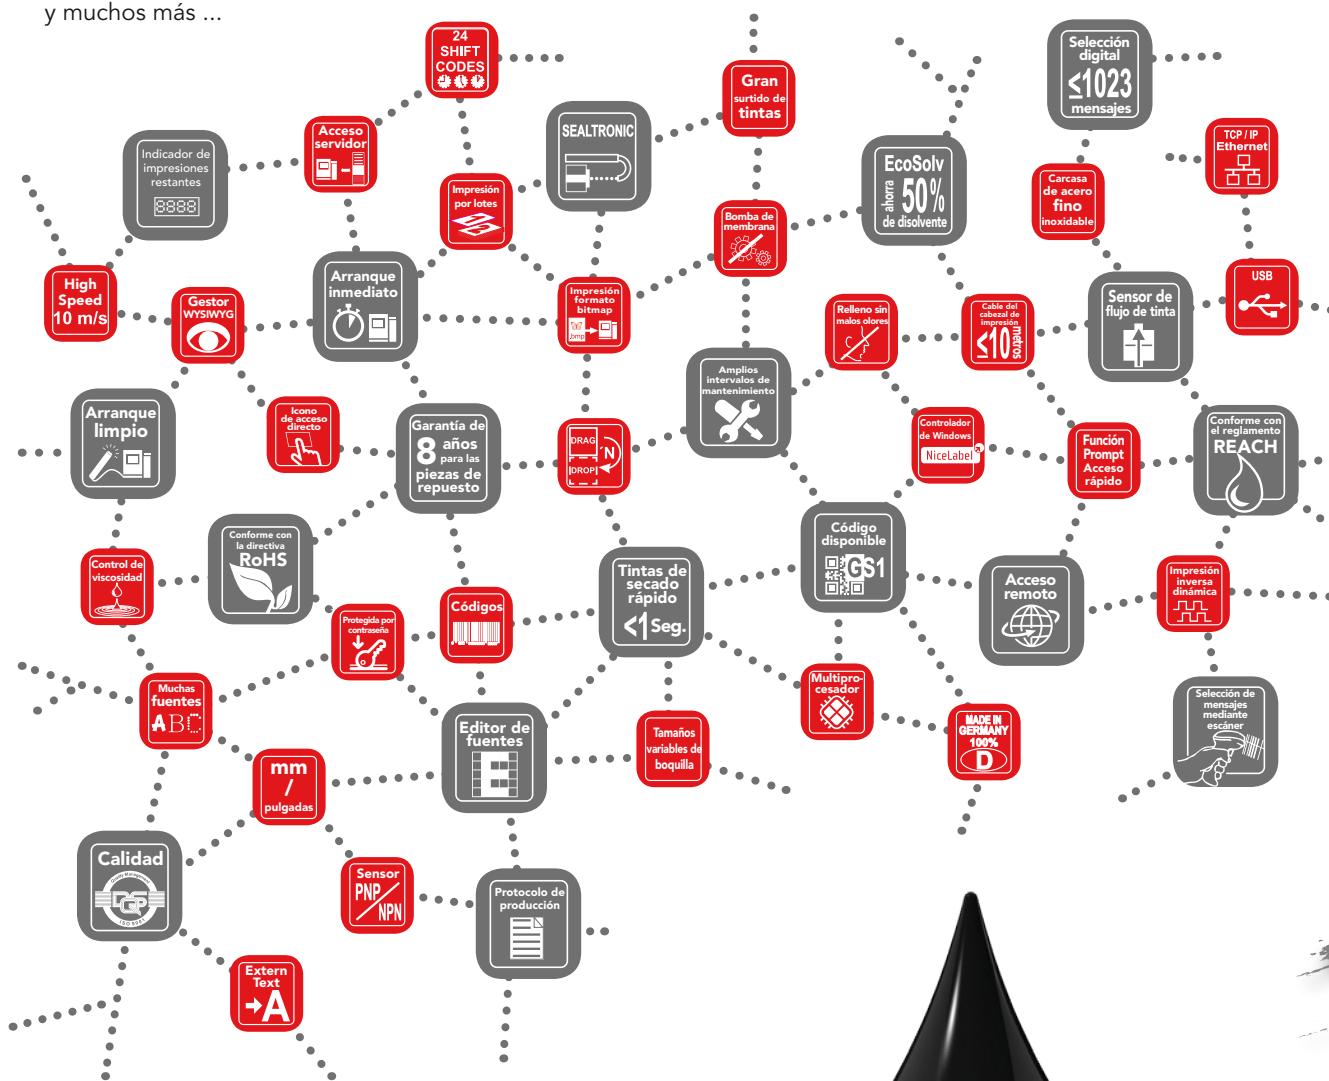 y muchos más ...
24
SHIFT
CODES
Selección
digital
≤1023
mensajes
Gran
surtido de
tintas
SEALTRONIC
Acceso
servidor
TCP / IP
Ethernet
Indicador de
impresiones
restantes
8888
EcoSolv
ahorra
50%
de disolvente
Carcasa
de acero
fino
inoxidable
Impresión
por lotes
Bomba de
membrana
High
Speed
10 m/s
Gestor
WYSIWYG
Arranque
inmediato
Impresión
formato
bitmap
.bmp
Relleno sin
malos olores
Cable del
cabezal de
impresión
≤10
metros
Sensor de
flujo de tinta
USB
Amplios
intervalos de
mantenimiento
Arranque
limpio
Icono
de acceso
directo
Garantía de
8 años
para las
piezas de
repuesto
DRAG
'N
DROP
Controlador
de Windows
NiceLabel
Función
Prompt
Acceso
rápido
Conforme con
el reglamento
REACH
Conforme con
la directiva
RoHS
Código
disponible
GS1
Control de
viscosidad
Tintas de
secado
rápido
<1 Seg.
Acceso
remoto
Impresión
inversa
dinámica
Códigos
Protegida por
contraseña
Muchas
fuentes
ABC
Multipro-
cesador
Selección de
mensajes
mediante
escáner
Editor de
fuentes
E
Tamaños
variables de
boquilla
MADE IN
GERMANY
100%
D
mm
/
pulgadas
Calidad
Quality Management
DQS
ISO 9001
Sensor
PNP/NPN
Protocolo de
producción
Extern
Text
A